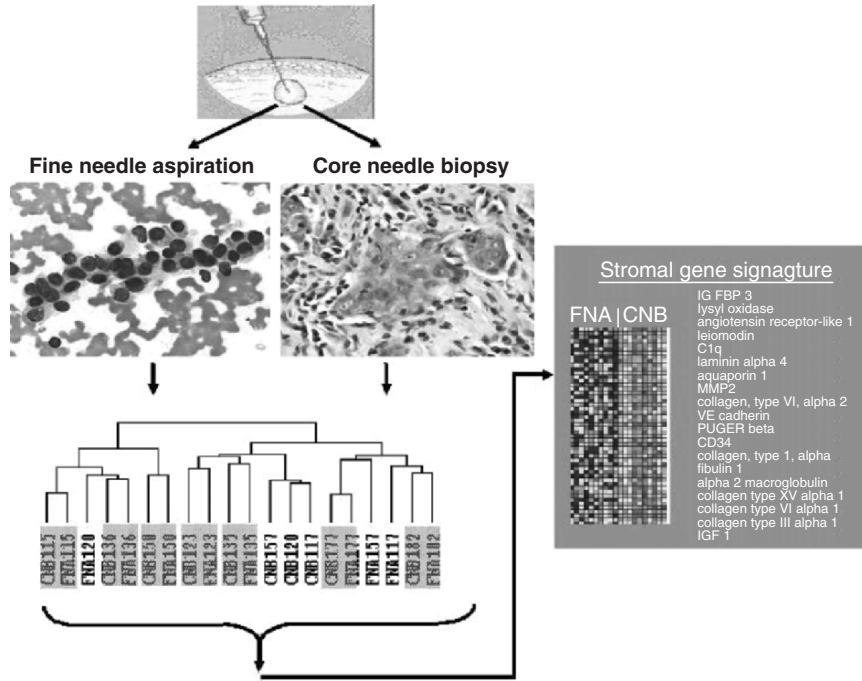 Fine needle aspiration
Core needle biopsy
Stromal gene signagture
FNA | CNB
IG FBP 3
lysyl oxidase
angiotensin receptor-like 1
leiomodin
C1q
laminin alpha 4
aquaporin 1
MMP2
collagen, type VI, alpha 2
VE cadherin
PUGER beta
CD34
collagen, type 1, alpha
fibulin 1
alpha 2 macroglobulin
collagen type XV alpha 1
collagen type VI alpha 1
collagen type III alpha 1
IGF 1
CNB115
FNA115
FNA120
CNB136
FNA136
CNB150
FNA150
CNB123
FNA123
CNB135
FNA135
CNB157
CNB120
CNB117
CNB177
FNA177
FNA157
FNA117
CNB182
FNA182